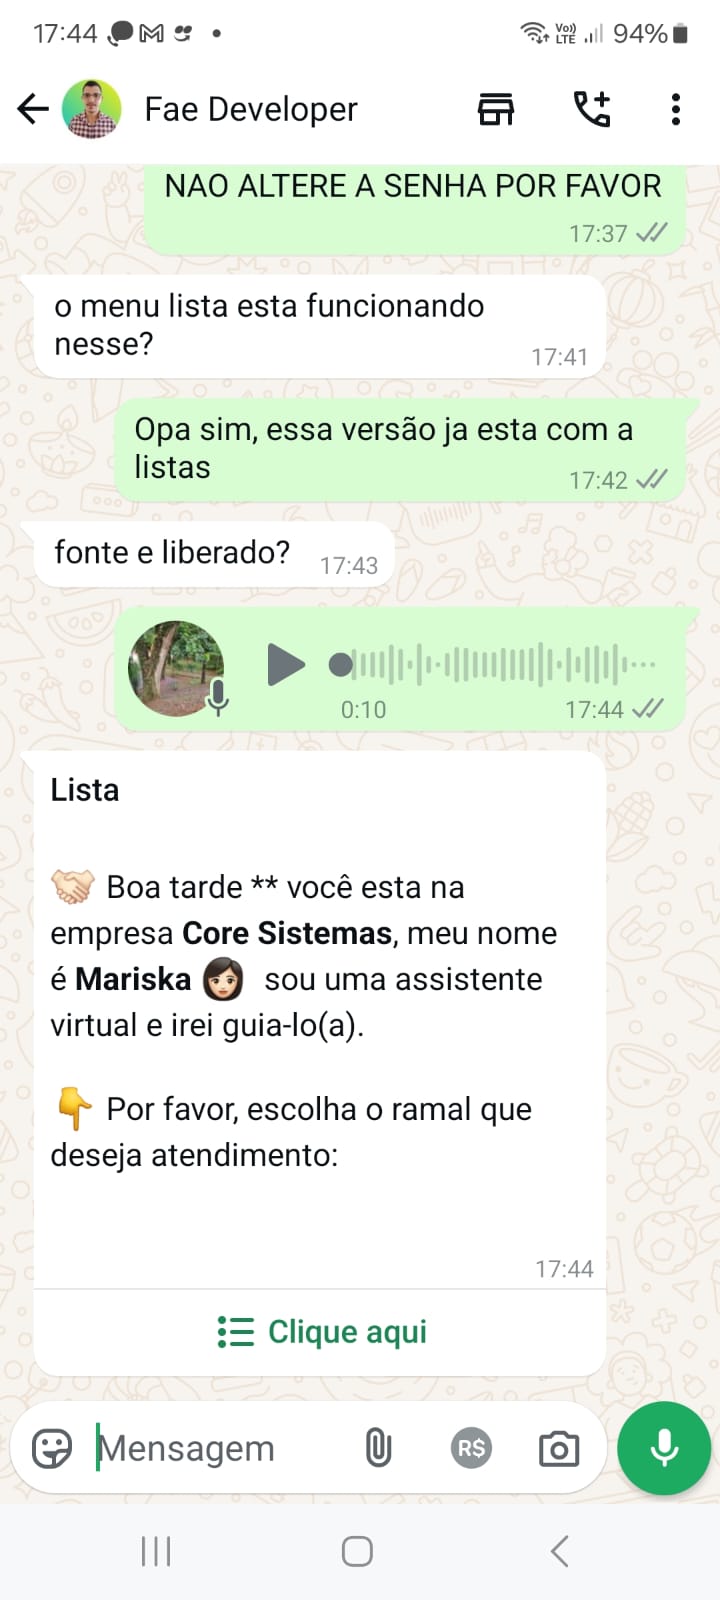 17:44
Vo))
LTE
94%
Fae Developer
NAO ALTERE A SENHA POR FAVOR
17:37
o menu lista esta funcionando
nesse?
17:41
Opa sim, essa versão ja esta com a
listas
17:42
fonte e liberado?
17:43
0:10
17:44
Lista
Boa tarde ** você esta na
empresa Core Sistemas, meu nome
é Mariska sou uma assistente
virtual e irei guia-lo(a).
Por favor, escolha o ramal que
deseja atendimento:
17:44
Clique aqui
Mensagem
R$